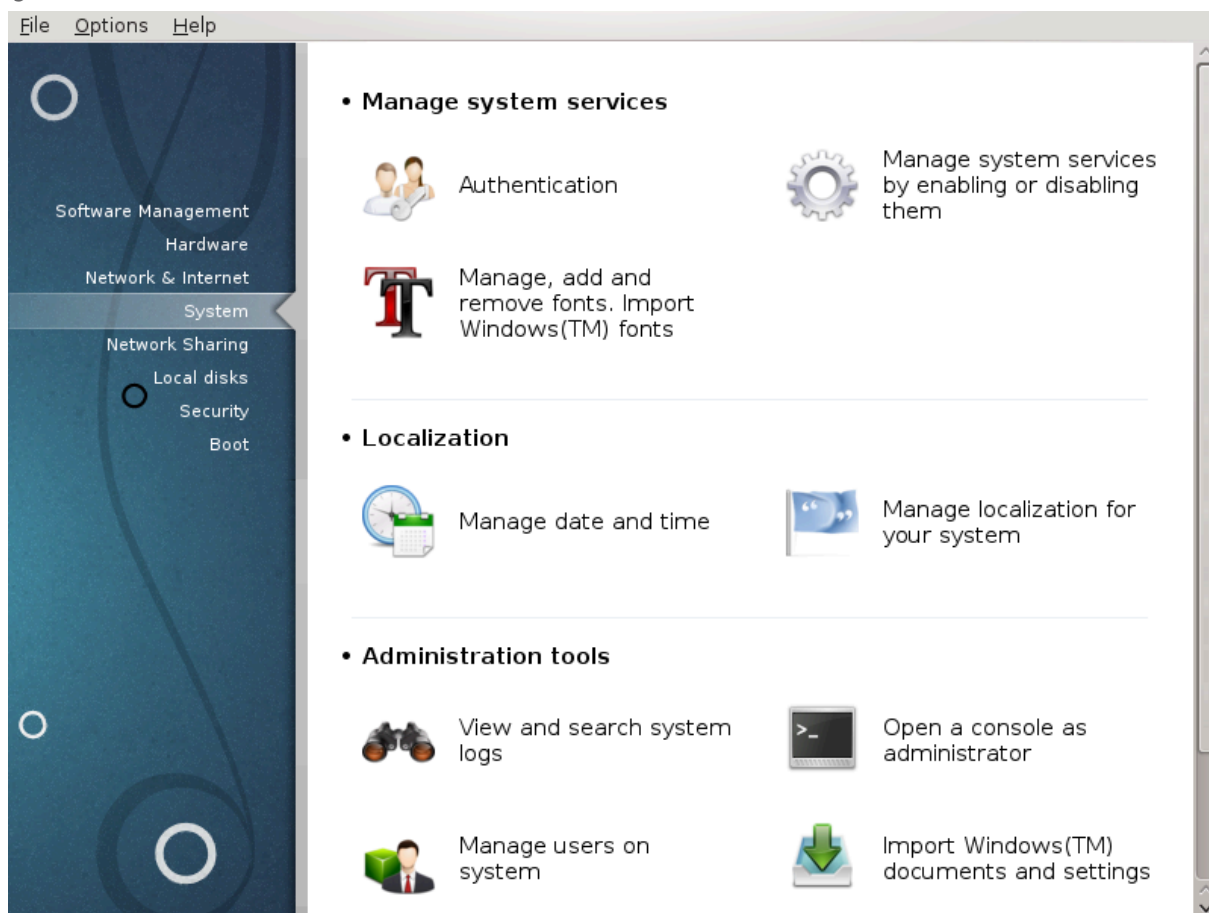 File Options Help
Software Management
Hardware
Network & Internet
System
Network Sharing
Local disks
Security
Boot
• Manage system services
Authentication
Manage system services
by enabling or disabling
them
Manage, add and
remove fonts. Import
Windows(TM) fonts
• Localization
Manage date and time
Manage localization for
your system
• Administration tools
View and search system
logs
Open a console as
administrator
Manage users on
system
Import Windows(TM)
documents and settings